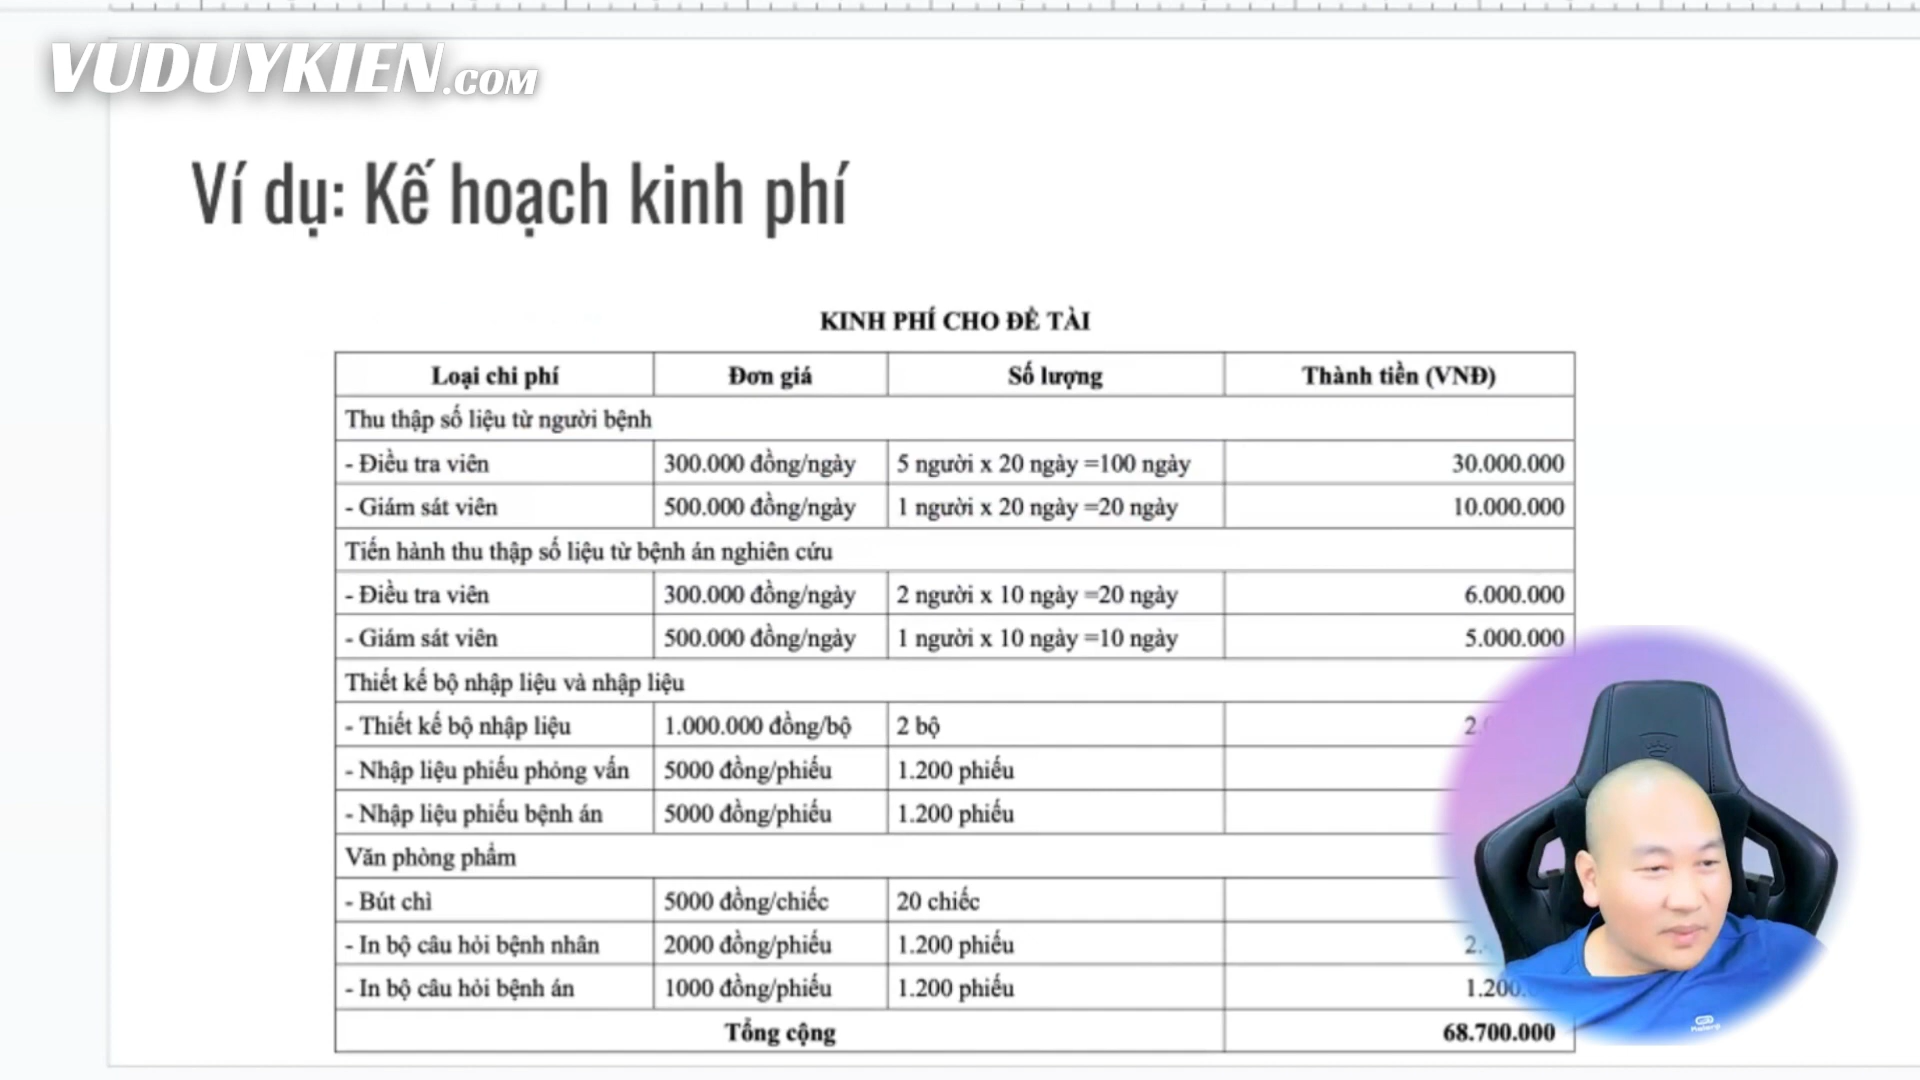 VUDUYKIEN.COM
Ví dụ: Kế hoạch kinh phí
KINH PHÍ CHO ĐỀ TÀI
Loại chi phí Đơn giá Số lượng Thành tiền (VNĐ)
Thu thập số liệu từ người bệnh
- Điều tra viên 300.000 đồng/ngày 5 người x 20 ngày =100 ngày 30.000.000
- Giám sát viên 500.000 đồng/ngày 1 người x 20 ngày =20 ngày 10.000.000
Tiến hành thu thập số liệu từ bệnh án nghiên cứu
- Điều tra viên 300.000 đồng/ngày 2 người x 10 ngày =20 ngày 6.000.000
- Giám sát viên 500.000 đồng/ngày 1 người x 10 ngày =10 ngày 5.000.000
Thiết kế bộ nhập liệu và nhập liệu
- Thiết kế bộ nhập liệu 1.000.000 đồng/bộ 2 bộ
- Nhập liệu phiếu phỏng vấn 5000 đồng/phiếu 1.200 phiếu
- Nhập liệu phiếu bệnh án 5000 đồng/phiếu 1.200 phiếu
Văn phòng phẩm
- Bút chì 5000 đồng/chiếc 20 chiếc
- In bộ câu hỏi bệnh nhân 2000 đồng/phiếu 1.200 phiếu
- In bộ câu hỏi bệnh án 1000 đồng/phiếu 1.200 phiếu
Tổng cộng 68.700.000